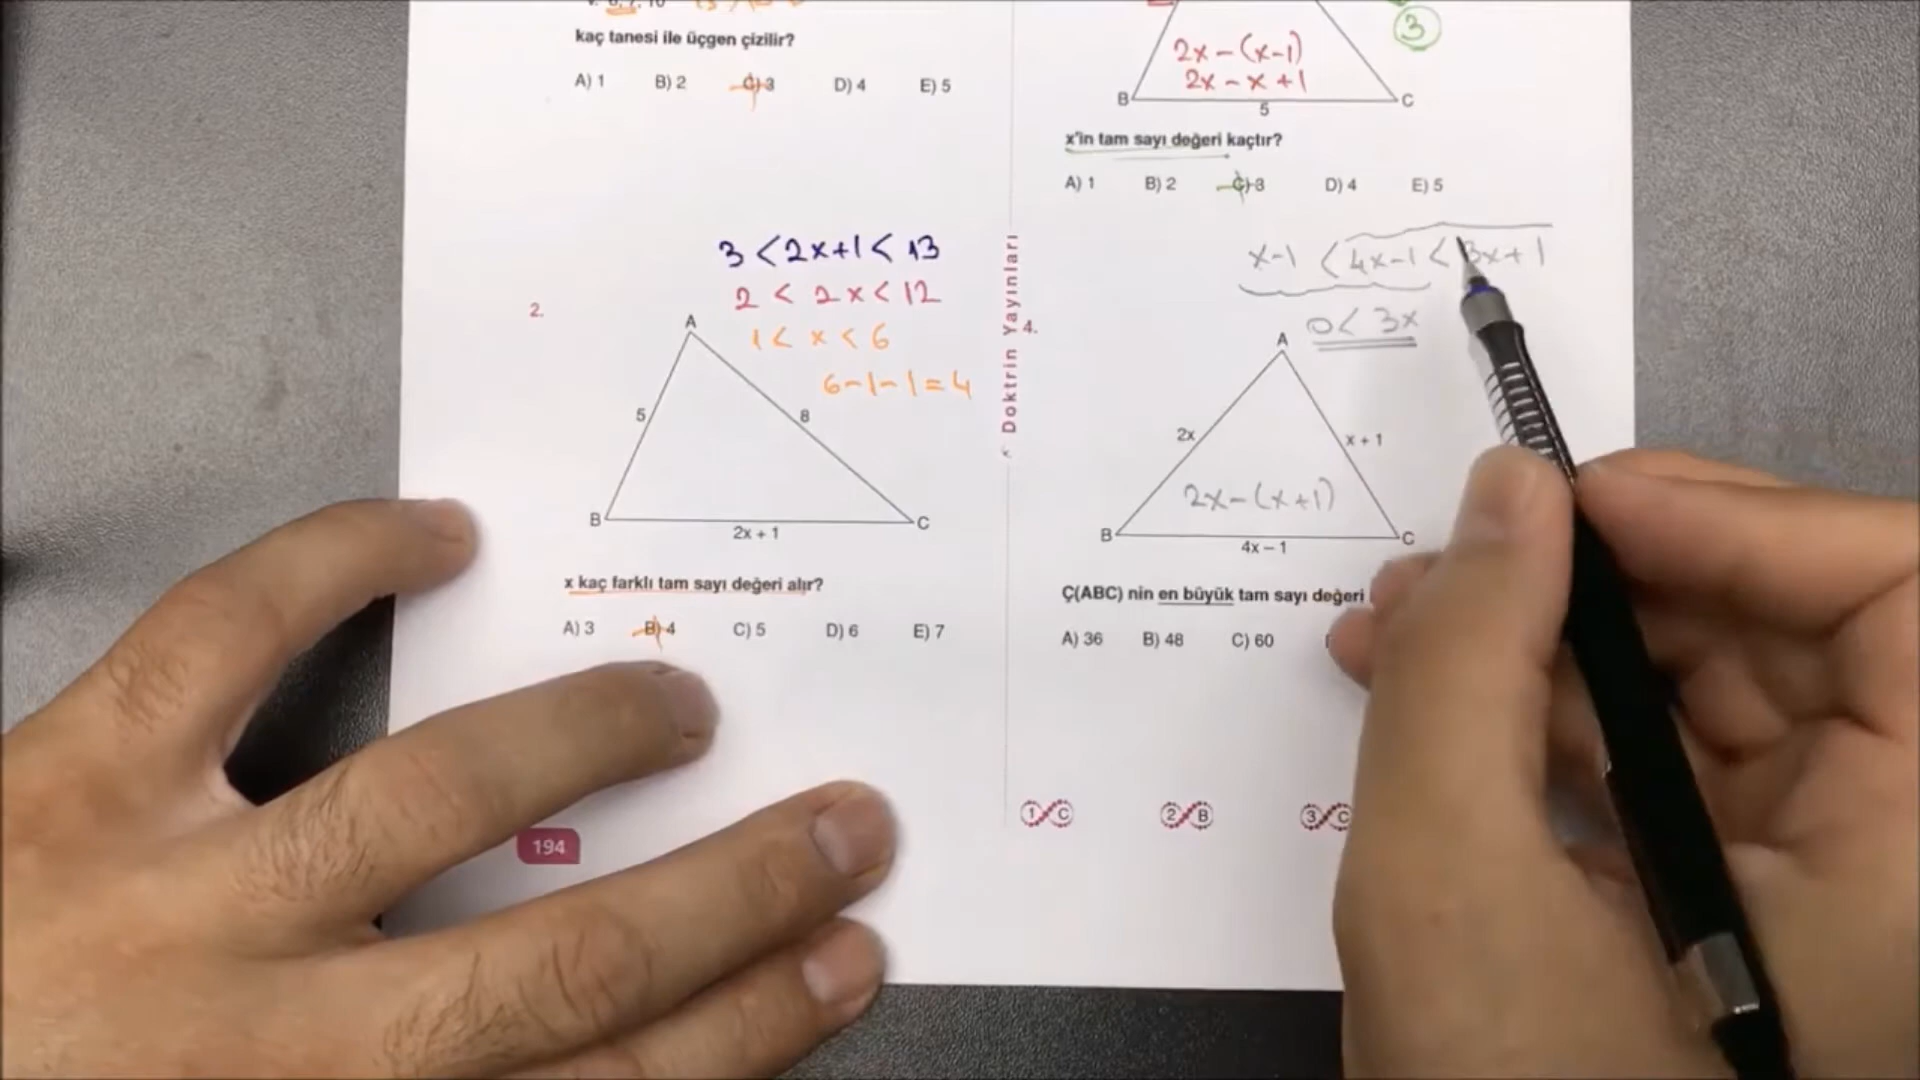 kaç tanesi ile üçgen çizilir?
A) 1 B) 2 C) 3 D) 4 E) 5
3 < 2x+1 < 13
2 < 2x < 12
1 < x < 6
6-1-1=4
2.
A
5
8
B
C
2x + 1
x kaç farklı tam sayı değeri alır?
A) 3 B) 4 C) 5 D) 6 E) 7
194
Doktrin Yayınları
3
2x-(x-1)
2x-x+1
B
C
5
x'in tam sayı değeri kaçtır?
A) 1 B) 2 C) 3 D) 4 E) 5
x-1 < 4x-1 < 3x+1
0 < 3x
4.
A
2x
x + 1
2x-(x+1)
B
C
4x – 1
Ç(ABC) nin en büyük tam sayı değeri
A) 36 B) 48 C) 60
1 C 2 B 3 C